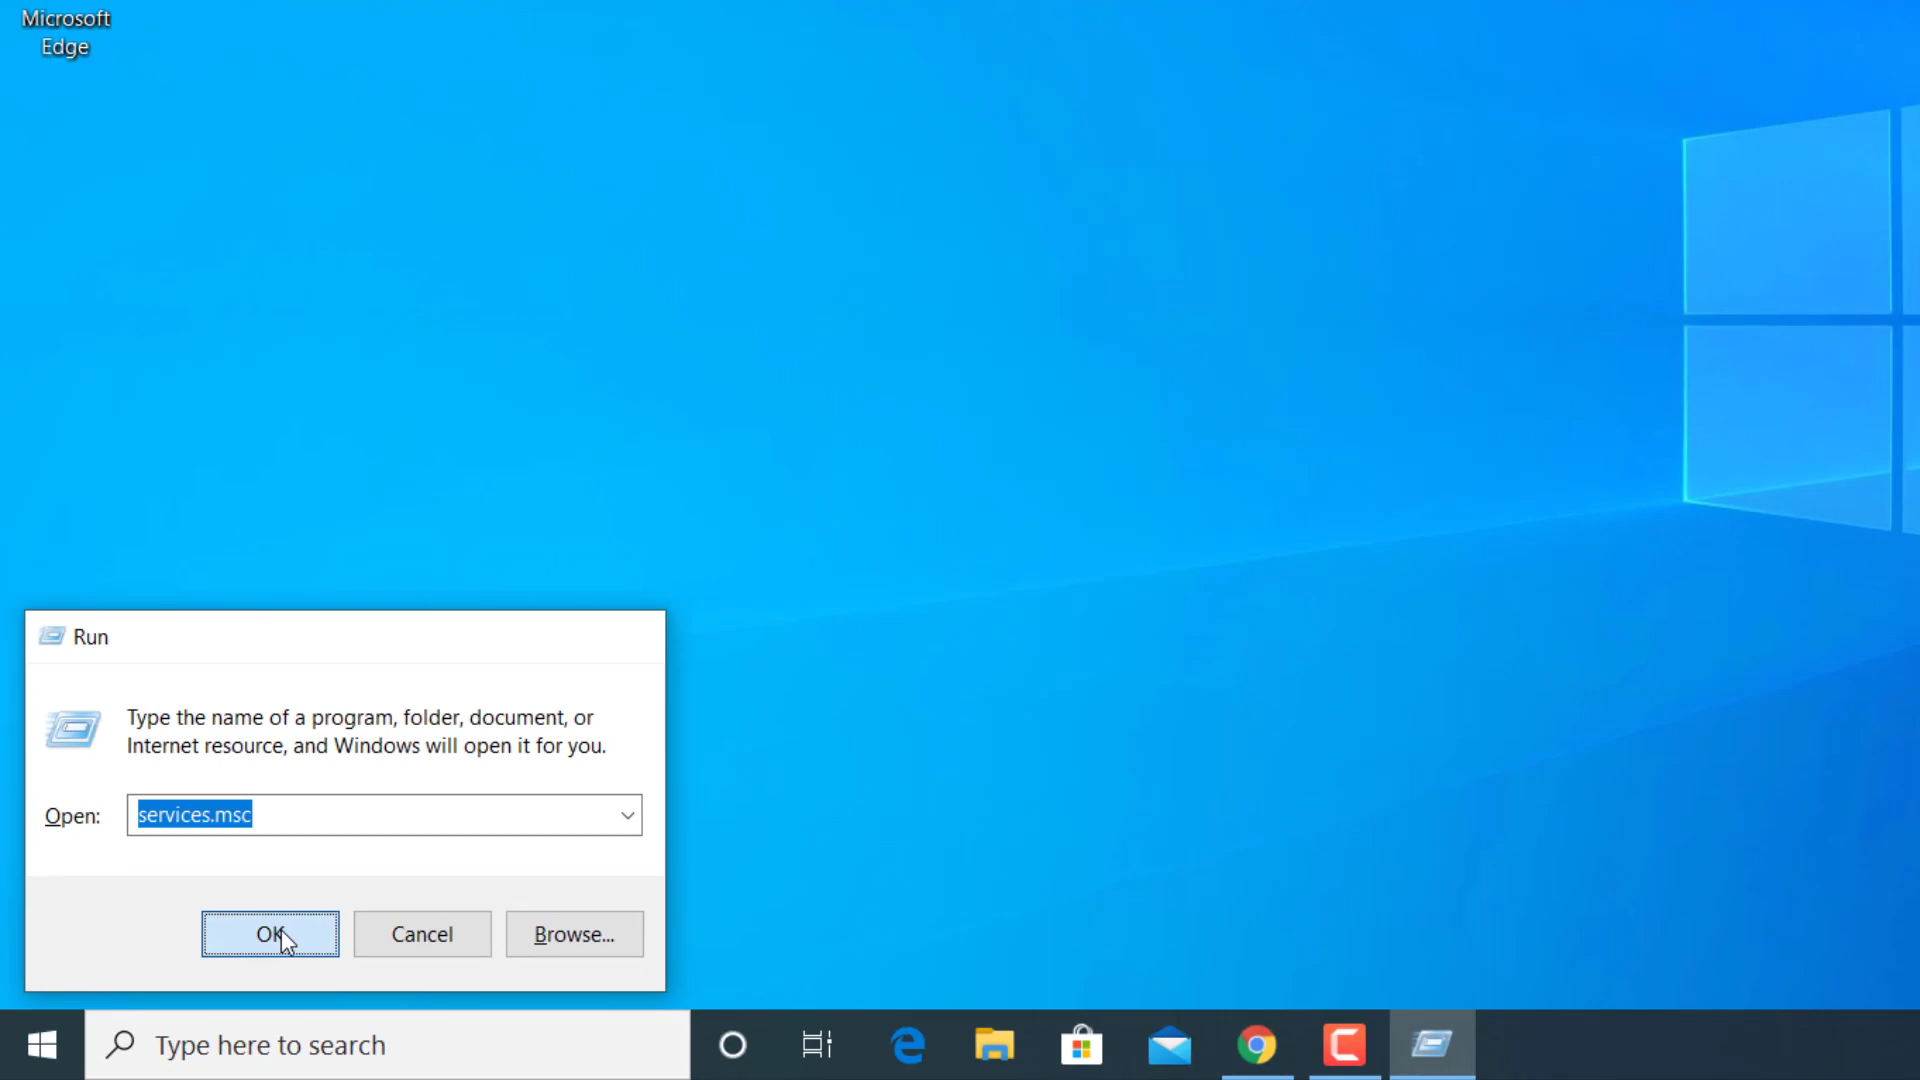 Microsoft
Edge
Run
Type the name of a program, folder, document, or
Internet resource, and Windows will open it for you.
Open: services.msc
OK Cancel Browse...
Type here to search